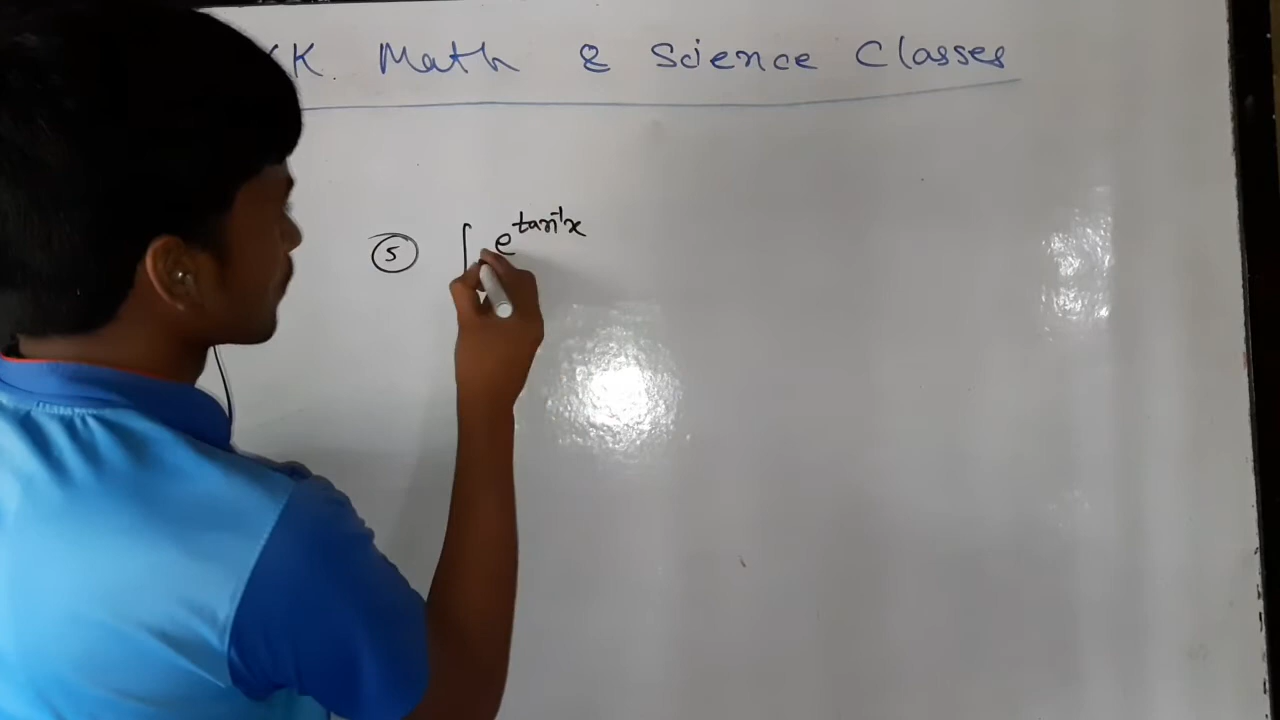 K. Math & Science Classes
⑤ ∫ e^tan⁻¹x